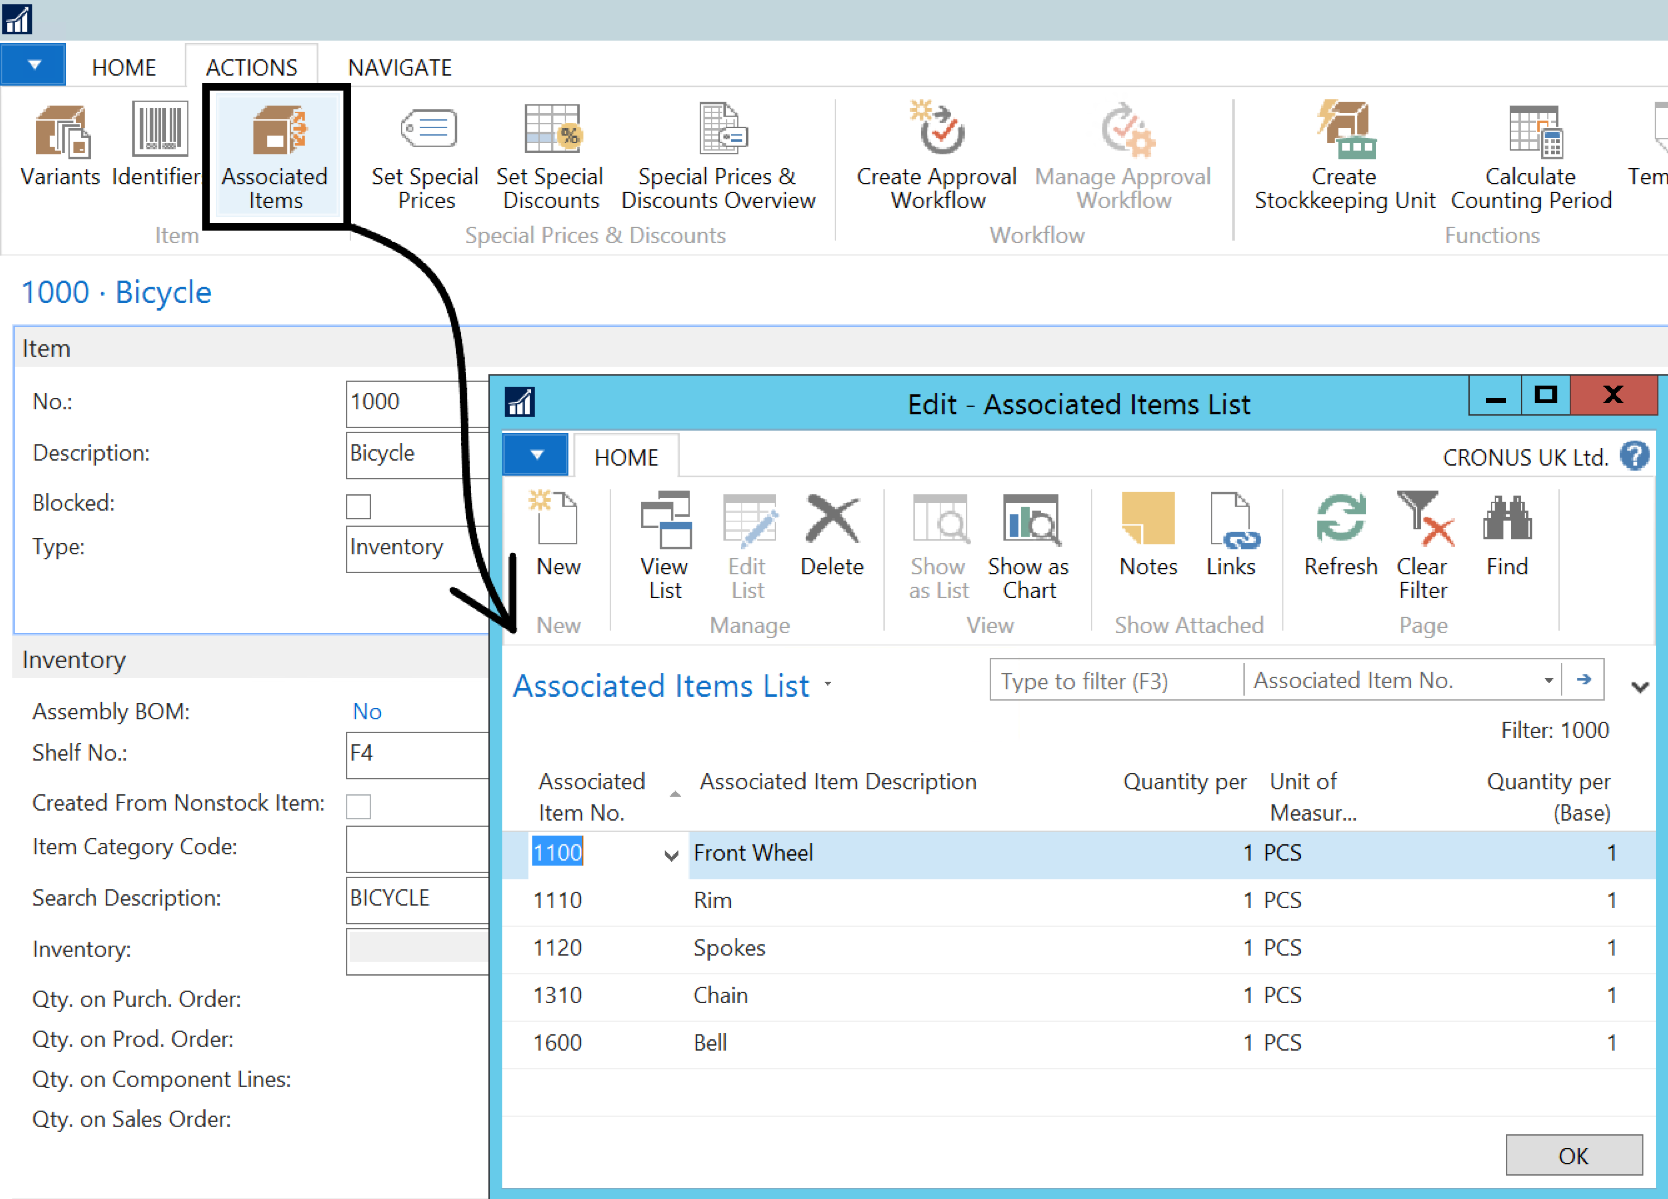 HOME
ACTIONS
NAVIGATE
Variants
Identifier
Associated
Items
Set Special
Prices
Set Special
Discounts
Special Prices &
Discounts Overview
Create Approval
Workflow
Manage Approval
Workflow
Create
Stockkeeping Unit
Calculate
Counting Period
Item
Special Prices & Discounts
Workflow
Functions
1000 · Bicycle
Item
No.:
1000
Description:
Bicycle
Blocked:
Type:
Inventory
Inventory
Assembly BOM:
No
Shelf No.:
F4
Created From Nonstock Item:
Item Category Code:
Search Description:
BICYCLE
Inventory:
Qty. on Purch. Order:
Qty. on Prod. Order:
Qty. on Component Lines:
Qty. on Sales Order:
Edit - Associated Items List
HOME
CRONUS UK Ltd.
?
New
View
List
Edit
List
Delete
Show
as List
Show as
Chart
Notes
Links
Refresh
Clear
Filter
Find
New
Manage
View
Show Attached
Page
Associated Items List
Type to filter (F3)
Associated Item No.
Filter: 1000
Associated
Item No.
Associated Item Description
Quantity per
Unit of
Measur...
Quantity per
(Base)
1100 Front Wheel 1 PCS 1
1110 Rim 1 PCS 1
1120 Spokes 1 PCS 1
1310 Chain 1 PCS 1
1600 Bell 1 PCS 1
OK